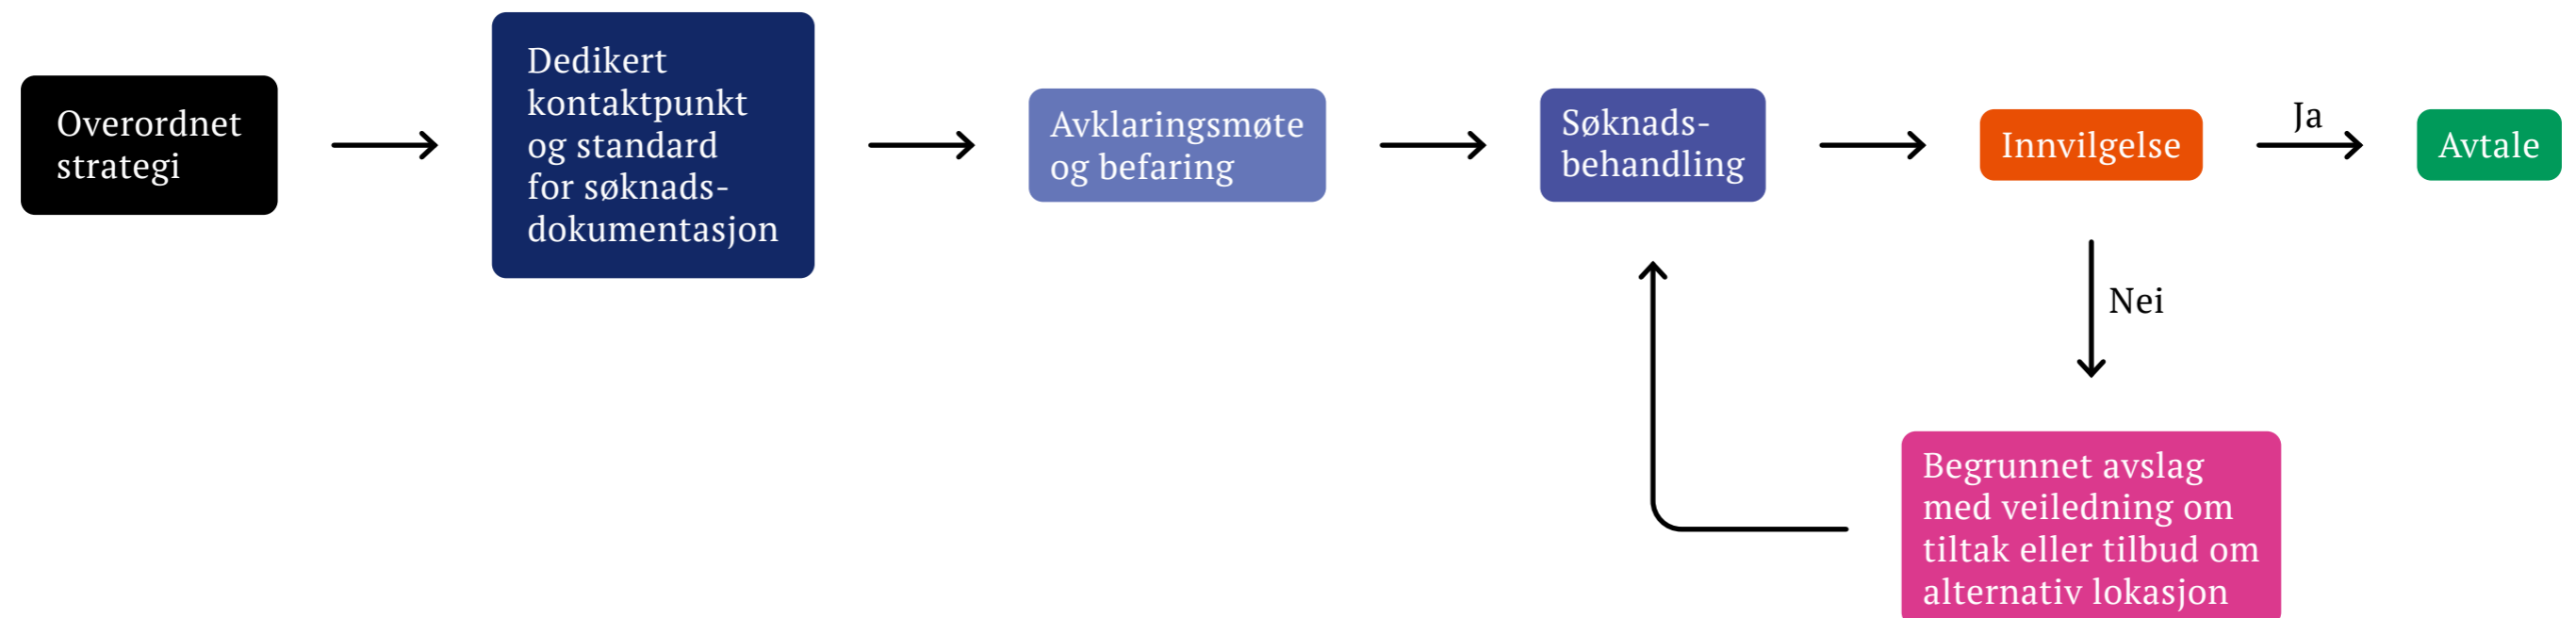 Overordnet
strategi
Dedikert
kontaktpunkt
og standard
for søknads-
dokumentasjon
Avklaringsmøte
og befaring
Søknads-
behandling
Innvilgelse
Ja
Avtale
Nei
Begrunnet avslag
med veiledning om
tiltak eller tilbud om
alternativ lokasjon